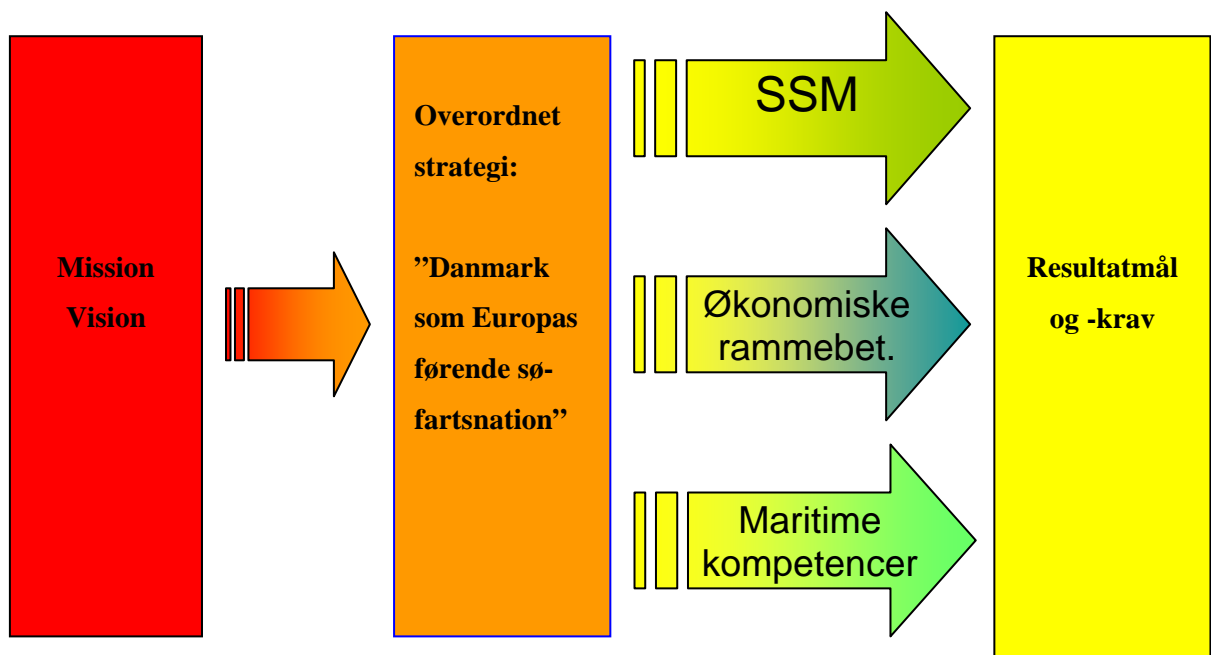 Mission
Vision
Overordnet
strategi:
”Danmark
som Europas
førende sø-
fartsnation”
SSM
Økonomiske
rammebet.
Maritime
kompetencer
Resultatmål
og -krav